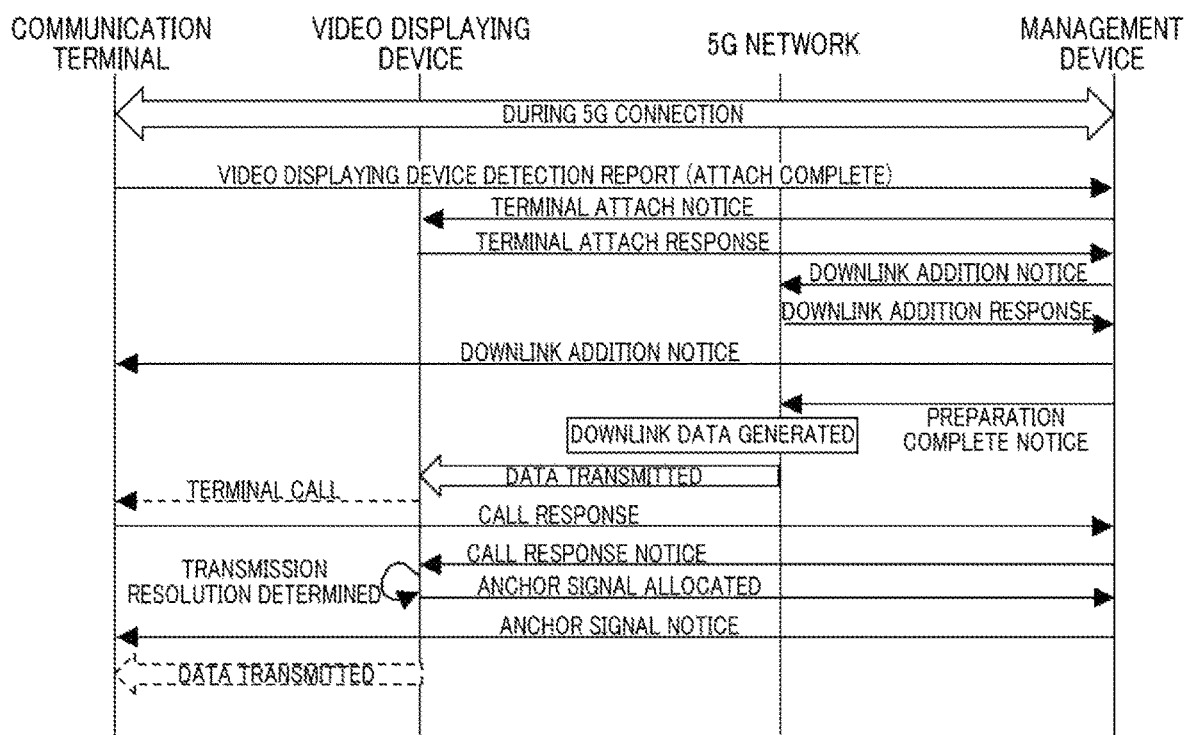 COMMUNICATION
TERMINAL
VIDEO DISPLAYING
DEVICE
5G NETWORK
MANAGEMENT
DEVICE
DURING 5G CONNECTION
VIDEO DISPLAYING DEVICE DETECTION REPORT (ATTACH COMPLETE)
TERMINAL ATTACH NOTICE
TERMINAL ATTACH RESPONSE
DOWNLINK ADDITION NOTICE
DOWNLINK ADDITION RESPONSE
DOWNLINK ADDITION NOTICE
PREPARATION
COMPLETE NOTICE
DOWNLINK DATA GENERATED
DATA TRANSMITTED
TERMINAL CALL
CALL RESPONSE
CALL RESPONSE NOTICE
TRANSMISSION
RESOLUTION DETERMINED
ANCHOR SIGNAL ALLOCATED
ANCHOR SIGNAL NOTICE
DATA TRANSMITTED